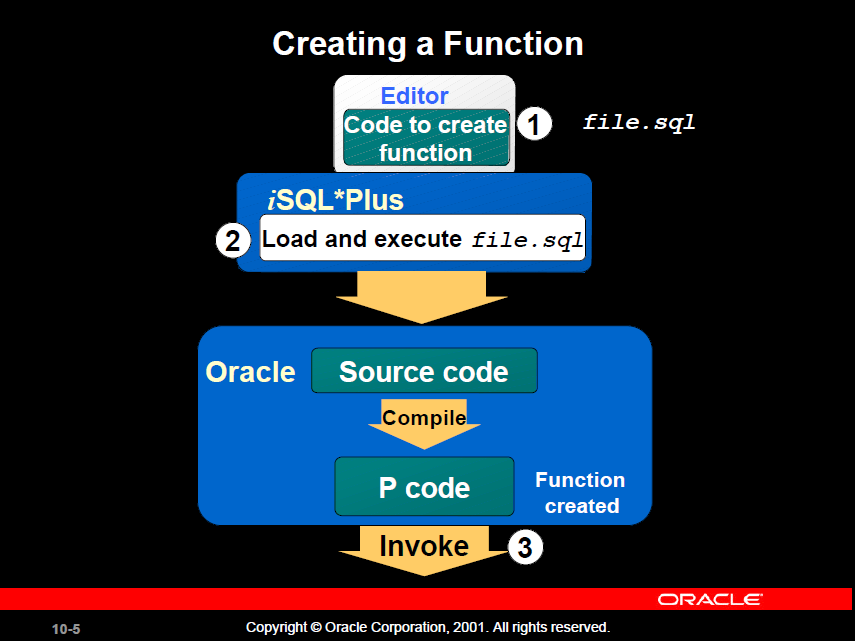 Creating a Function
Editor
Code to create
function
1
file.sql
iSQL*Plus
2
Load and execute file.sql
Oracle
Source code
Compile
P code
Function
created
Invoke
3
ORACLE®
10-5
Copyright © Oracle Corporation, 2001. All rights reserved.